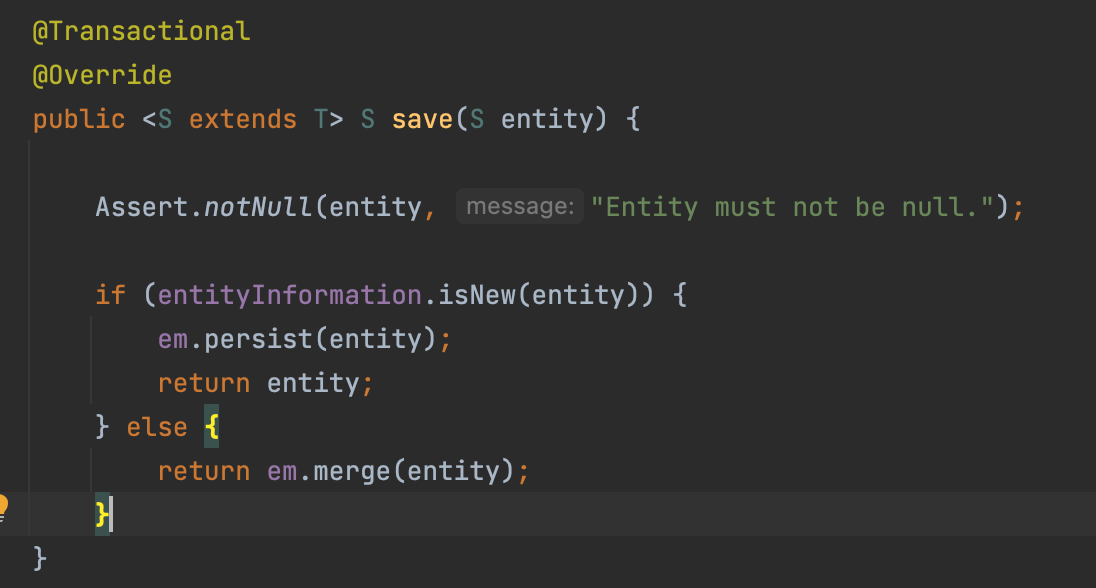 @Transactional
@Override
public <S extends T> S save(S entity) {
Assert.notNull(entity, message: "Entity must not be null.");
if (entityInformation.isNew(entity)) {
em.persist(entity);
return entity;
} else {
return em.merge(entity);
}
}